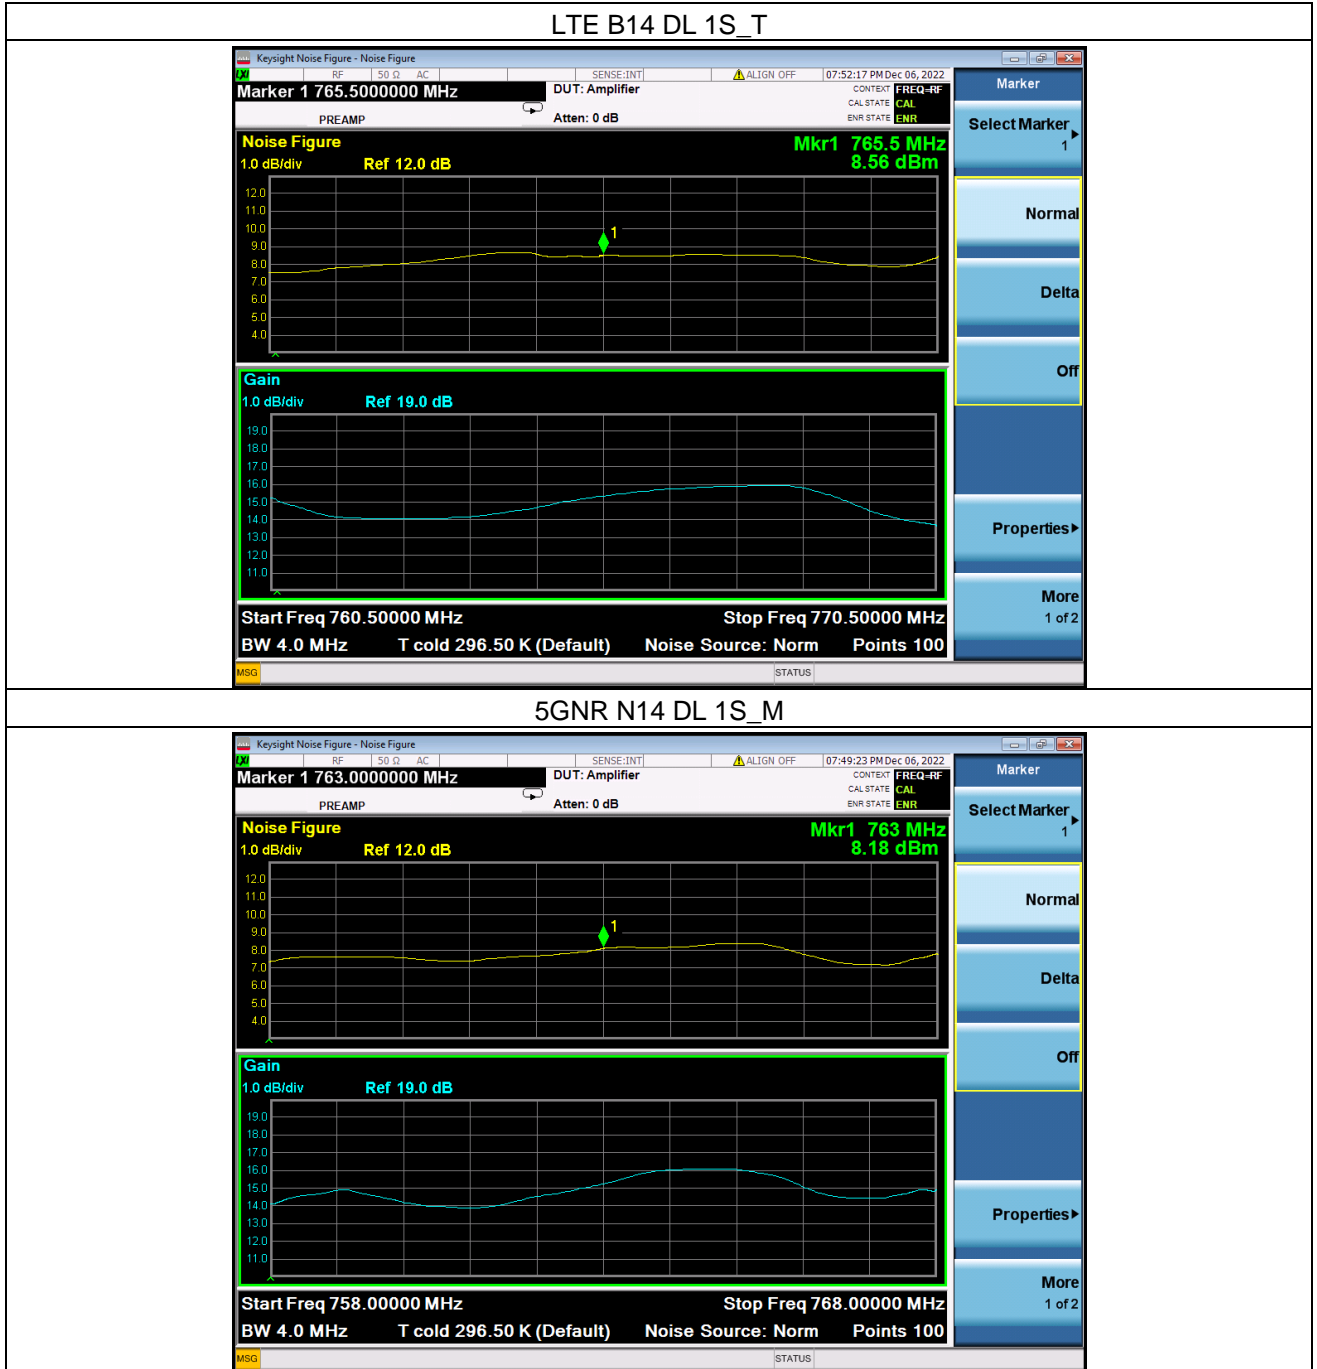 LTE B14 DL 1S_T
Keysight Noise Figure - Noise Figure
LXI RF 50 Ω AC SENSE:INT ALIGN OFF 07:52:17 PM Dec 06, 2022
Marker 1 765.5000000 MHz DUT: Amplifier CONTEXT FREQ=RF
CAL STATE CAL
PREAMP Atten: 0 dB ENR STATE ENR
Noise Figure Mkr1 765.5 MHz
1.0 dB/div Ref 12.0 dB 8.56 dBm
12.0
11.0
10.0
9.0
8.0
7.0
6.0
5.0
4.0
1
Gain
1.0 dB/div Ref 19.0 dB
19.0
18.0
17.0
16.0
15.0
14.0
13.0
12.0
11.0
Start Freq 760.50000 MHz Stop Freq 770.50000 MHz
BW 4.0 MHz T cold 296.50 K (Default) Noise Source: Norm Points 100
MSG STATUS
Marker
Select Marker
1
Normal
Delta
Off
Properties
More
1 of 2
5GNR N14 DL 1S_M
Keysight Noise Figure - Noise Figure
LXI RF 50 Ω AC SENSE:INT ALIGN OFF 07:49:23 PM Dec 06, 2022
Marker 1 763.0000000 MHz DUT: Amplifier CONTEXT FREQ=RF
CAL STATE CAL
PREAMP Atten: 0 dB ENR STATE ENR
Noise Figure Mkr1 763 MHz
1.0 dB/div Ref 12.0 dB 8.18 dBm
12.0
11.0
10.0
9.0
8.0
7.0
6.0
5.0
4.0
1
Gain
1.0 dB/div Ref 19.0 dB
19.0
18.0
17.0
16.0
15.0
14.0
13.0
12.0
11.0
Start Freq 758.00000 MHz Stop Freq 768.00000 MHz
BW 4.0 MHz T cold 296.50 K (Default) Noise Source: Norm Points 100
MSG STATUS
Marker
Select Marker
1
Normal
Delta
Off
Properties
More
1 of 2